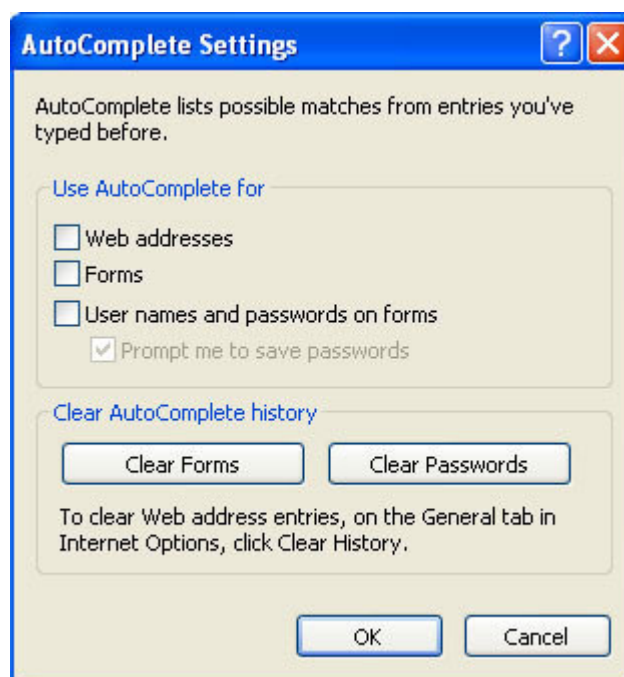 AutoComplete Settings
?
AutoComplete lists possible matches from entries you've
typed before.
Use AutoComplete for
Web addresses
Forms
User names and passwords on forms
Prompt me to save passwords
Clear AutoComplete history
Clear Forms Clear Passwords
To clear Web address entries, on the General tab in
Internet Options, click Clear History.
OK Cancel